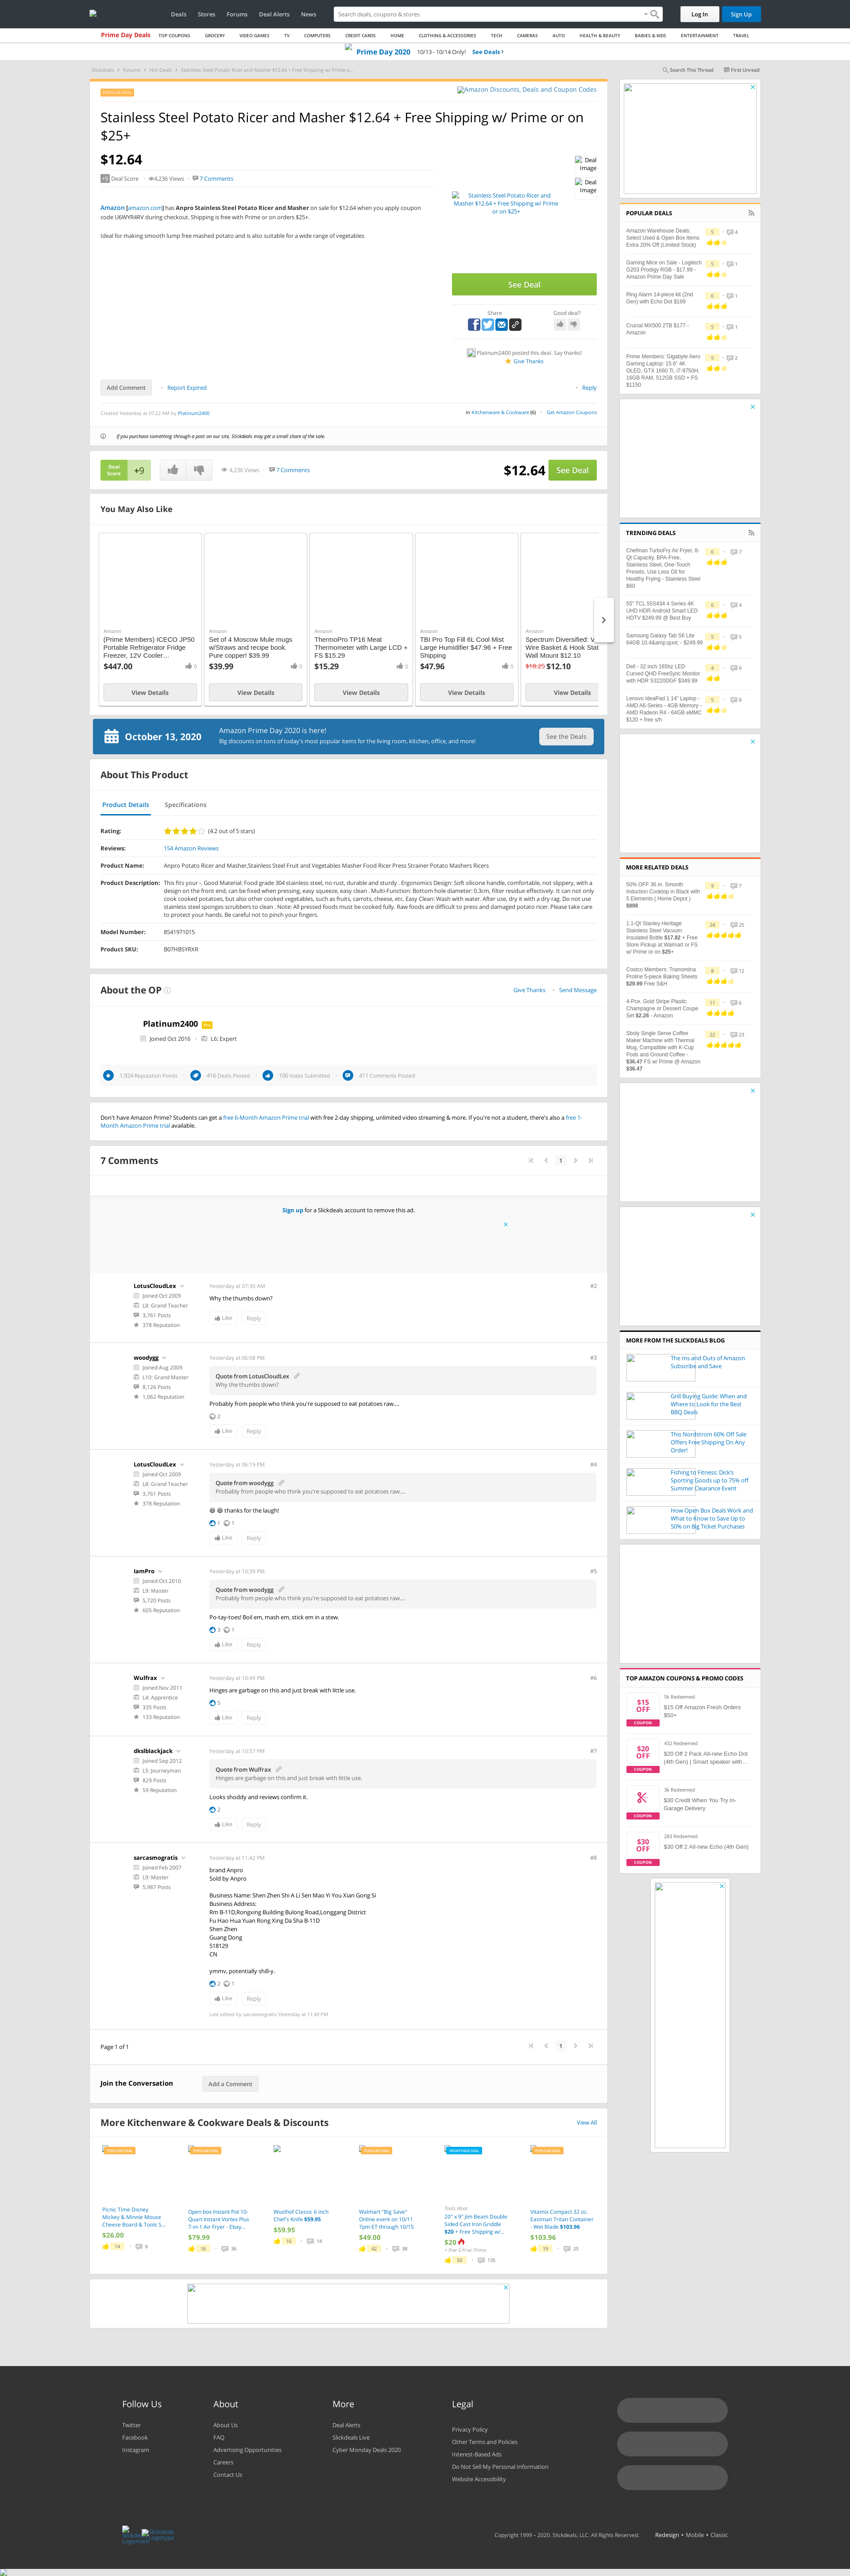 Deals
Stores
Forums
Deal Alerts
News
Search deals, coupons & stores
Log In
Sign Up
Prime Day Deals
TOP COUPONS
GROCERY
VIDEO GAMES
TV
COMPUTERS
CREDIT CARDS
HOME
CLOTHING & ACCESSORIES
TECH
CAMERAS
AUTO
HEALTH & BEAUTY
BABIES & KIDS
ENTERTAINMENT
TRAVEL
Prime Day 2020
10/13 - 10/14 Only!
See Deals
Slickdeals
Forums
Hot Deals
Stainless Steel Potato Ricer and Masher $12.64 + Free Shipping w/ Prime o...
Search This Thread
First Unread
POPULAR DEAL
Amazon Discounts, Deals and Coupon Codes
Stainless Steel Potato Ricer and Masher $12.64 + Free Shipping w/ Prime or on
$25+
$12.64
+9 Deal Score
4,236 Views
7 Comments
Amazon [amazon.com] has Anpro Stainless Steel Potato Ricer and Masher on sale for $12.64 when you apply coupon
code U6WYR4RV during checkout. Shipping is free with Prime or on orders $25+.
Ideal for making smooth lump free mashed potato and is also suitable for a wide range of vegetables
Stainless Steel Potato Ricer and
Masher $12.64 + Free Shipping w/ Prime
or on $25+
Deal
Image
Deal
Image
See Deal
Share
Good deal?
Platinum2400 posted this deal. Say thanks!
Give Thanks
Add Comment
Report Expired
Reply
Created Yesterday at 07:22 AM by Platinum2400
in Kitchenware & Cookware (6)
Get Amazon Coupons
If you purchase something through a post on our site, Slickdeals may get a small share of the sale.
Deal
Score
+9
4,236 Views
7 Comments
$12.64
See Deal
You May Also Like
Amazon
(Prime Members) ICECO JP50
Portable Refrigerator Fridge
Freezer, 12V Cooler…
$447.00
0
View Details
Amazon
Set of 4 Moscow Mule mugs
w/Straws and recipe book.
Pure copper! $39.99
$39.99
0
View Details
Amazon
ThermoPro TP16 Meat
Thermometer with Large LCD +
FS $15.29
$15.29
0
View Details
Amazon
TBI Pro Top Fill 6L Cool Mist
Large Humidifier $47.96 + Free
Shipping
$47.96
0
View Details
Amazon
Spectrum Diversified: V
Wire Basket & Hook Stat
Wall Mount $12.10
$18.25 $12.10
View Details
October 13, 2020
Amazon Prime Day 2020 is here!
Big discounts on tons of today's most popular items for the living room, kitchen, office, and more!
See the Deals
About This Product
Product Details
Specifications
Rating:
(4.2 out of 5 stars)
Reviews:
154 Amazon Reviews
Product Name:
Anpro Potato Ricer and Masher,Stainless Steel Fruit and Vegetables Masher Food Ricer Press Strainer Potato Mashers Ricers
Product Description:
This fits your -. Good Material: Food grade 304 stainless steel, no rust, durable and sturdy . Ergonomics Design: Soft silicone handle, comfortable, not slippery. with a
design on the front end, can be fixed when pressing, easy squeeze, easy clean, durable . Multi-Function: Bottom hole diameter: 0.3cm, filter residue effectively. It can not only
cooked potatoes, but also other cooked vegetables, such as fruits, carrots, cheese, etc. Easy Clean: Wash with water. After use, dry it with a dry rag. Do not use
strong detergent, iron scrubber to clean . Note: All pressed foods must be cooked fully. Raw foods are difficult to press and damaged potato ricer. Please take care
to protect your hands. Be careful not to pinch your fingers.
Model Number:
8541971015
Product SKU:
B07HBSYRXR
About the OP
Give Thanks
Send Message
Platinum2400
Joined Oct 2016
L6: Expert
1,924 Reputation Points
416 Deals Posted
106 Votes Submitted
411 Comments Posted
Don't have Amazon Prime? Students can get a free 6-Month Amazon Prime trial with free 2-day shipping, unlimited video streaming & more. If you're not a student, there's also a free 1-
Month Amazon Prime trial available.
7 Comments
1
Sign up for a Slickdeals account to remove this ad.
LotusCloudLex
Joined Oct 2009
L8: Grand Teacher
3,761 Posts
378 Reputation
Yesterday at 07:30 AM
#2
Why the thumbs down?
Like
Reply
woodygg
Joined Aug 2009
L10: Grand Master
8,126 Posts
1,062 Reputation
Yesterday at 06:08 PM
#3
Quote from LotusCloudLex
Why the thumbs down?
Probably from people who think you're supposed to eat potatoes raw....
2
Like
Reply
LotusCloudLex
Joined Oct 2009
L8: Grand Teacher
3,761 Posts
378 Reputation
Yesterday at 06:19 PM
#4
Quote from woodygg
Probably from people who think you're supposed to eat potatoes raw....
😆 😆 thanks for the laugh!
1
1
Like
Reply
IamPro
Joined Oct 2010
L9: Master
5,720 Posts
605 Reputation
Yesterday at 10:39 PM
#5
Quote from woodygg
Probably from people who think you're supposed to eat potatoes raw....
Po-tay-toes! Boil em, mash em, stick em in a stew.
3
1
Like
Reply
Wulfrax
Joined Nov 2011
L4: Apprentice
335 Posts
133 Reputation
Yesterday at 10:49 PM
#6
Hinges are garbage on this and just break with little use.
5
Like
Reply
dkslblackjack
Joined Sep 2012
L5: Journeyman
829 Posts
59 Reputation
Yesterday at 10:57 PM
#7
Quote from Wulfrax
Hinges are garbage on this and just break with little use.
Looks shoddy and reviews confirm it.
2
Like
Reply
sarcasmogratis
Joined Feb 2007
L9: Master
5,987 Posts
Yesterday at 11:42 PM
#8
brand Anpro
Sold by Anpro
Business Name: Shen Zhen Shi A Li Sen Mao Yi You Xian Gong Si
Business Address:
Rm B-11D,Rongxing Building Bulong Road,Longgang District
Fu Hao Hua Yuan Rong Xing Da Sha B-11D
Shen Zhen
Guang Dong
518129
CN
ymmv, potentially shill-y.
2
1
Like
Reply
Last edited by sarcasmogratis Yesterday at 11:49 PM.
Page 1 of 1
1
Join the Conversation
Add a Comment
More Kitchenware & Cookware Deals & Discounts
View All
POPULAR DEAL
Picnic Time Disney
Mickey & Minnie Mouse
Cheese Board & Tools S...
$26.00
14
6
POPULAR DEAL
Open box Instant Pot 10-
Quart Instant Vortex Plus
7-in-1 Air Fryer - Ebay...
$79.99
16
36
Wusthof Classic 6 inch
Chef's Knife $59.95
$59.95
16
14
POPULAR DEAL
Walmart "Big Save"
Online event on 10/11
7pm ET through 10/15
$49.00
42
38
FRONTPAGE DEAL
Tools Woot
20" x 9" Jim Beam Double
Sided Cast Iron Griddle
$20 + Free Shipping w/...
$20
+ Free S/H w/ Prime
50
135
POPULAR DEAL
Vitamix Compact 32 oz.
Eastman Tritan Container
- Wet Blade $103.96
$103.96
19
25
POPULAR DEALS
Amazon Warehouse Deals:
Select Used & Open Box Items
Extra 20% Off (Limited Stock)
5
4
Gaming Mice on Sale - Logitech
G203 Prodigy RGB - $17.99 -
Amazon Prime Day Sale
5
1
Ring Alarm 14-piece kit (2nd
Gen) with Echo Dot $189
6
1
Crucial MX500 2TB $177 -
Amazon
5
1
Prime Members: Gigabyte Aero
Gaming Laptop: 15.6" 4K
OLED, GTX 1660 Ti, i7-9750H,
16GB RAM, 512GB SSD + FS
$1150
5
2
TRENDING DEALS
Chefman TurboFry Air Fryer, 8-
Qt Capacity, BPA-Free,
Stainless Steel, One-Touch
Presets, Use Less Oil for
Healthy Frying - Stainless Steel
$60
6
7
55" TCL 55S434 4 Series 4K
UHD HDR Android Smart LED
HDTV $249.99 @ Best Buy
6
4
Samsung Galaxy Tab S6 Lite
64GB 10.4&amp;quot; - $249.99
5
5
Dell - 32 inch 165hz LED
Curved QHD FreeSync Monitor
with HDR S3220DGF $349.99
4
6
Lenovo IdeaPad 1 14" Laptop -
AMD A6-Series - 4GB Memory -
AMD Radeon R4 - 64GB eMMC
$120 + free s/h
5
8
MORE RELATED DEALS
50% OFF 36 in. Smooth
Induction Cooktop in Black with
5 Elements ( Home Depot )
$898
9
7
1.1-Qt Stanley Heritage
Stainless Steel Vacuum
Insulated Bottle $17.82 + Free
Store Pickup at Walmart or FS
w/ Prime or on $25+
24
25
Costco Members: Tramontina
Proline 5-piece Baking Sheets
$29.99 Free S&H
8
12
4-Pce. Gold Stripe Plastic
Champagne or Dessert Coupe
Set $2.26 - Amazon
11
6
Sboly Single Serve Coffee
Maker Machine with Thermal
Mug, Compatible with K-Cup
Pods and Ground Coffee -
$36.47 FS w/ Prime @ Amazon
$36.47
22
23
MORE FROM THE SLICKDEALS BLOG
The Ins and Outs of Amazon
Subscribe and Save
Grill Buying Guide: When and
Where to Look for the Best
BBQ Deals
This Nordstrom 60% Off Sale
Offers Free Shipping On Any
Order!
Fishing to Fitness: Dick's
Sporting Goods up to 75% off
Summer Clearance Event
How Open Box Deals Work and
What to Know to Save Up to
50% on Big Ticket Purchases
TOP AMAZON COUPONS & PROMO CODES
$15
OFF
COUPON
5k Redeemed
$15 Off Amazon Fresh Orders
$50+
$20
OFF
COUPON
432 Redeemed
$20 Off 2 Pack All-new Echo Dot
(4th Gen) | Smart speaker with…
COUPON
3k Redeemed
$30 Credit When You Try In-
Garage Delivery
$30
OFF
COUPON
283 Redeemed
$30 Off 2 All-new Echo (4th Gen)
Follow Us
Twitter
Facebook
Instagram
About
About Us
FAQ
Advertising Opportunities
Careers
Contact Us
More
Deal Alerts
Slickdeals Live
Cyber Monday Deals 2020
Legal
Privacy Policy
Other Terms and Policies
Interest-Based Ads
Do Not Sell My Personal Information
Website Accessibility
Slickdeals
Logomark
Slickdeals
Logotype
Copyright 1999 – 2020. Slickdeals, LLC. All Rights Reserved.
Redesign • Mobile • Classic